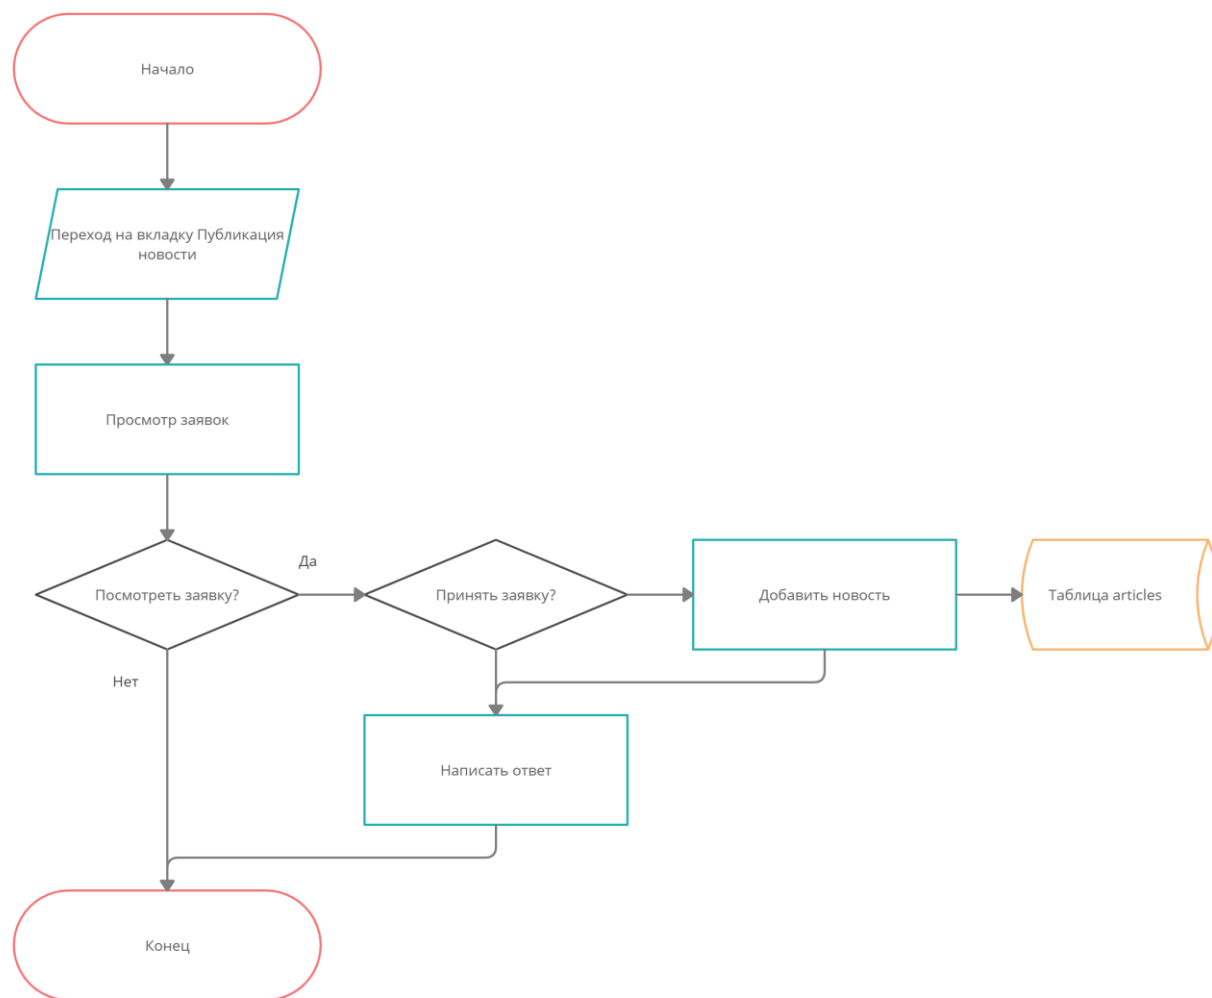 Начало
Переход на вкладку Публикация
новости
Просмотр заявок
Да
Посмотреть заявку?
Принять заявку?
Добавить новость
Таблица articles
Нет
Написать ответ
Конец